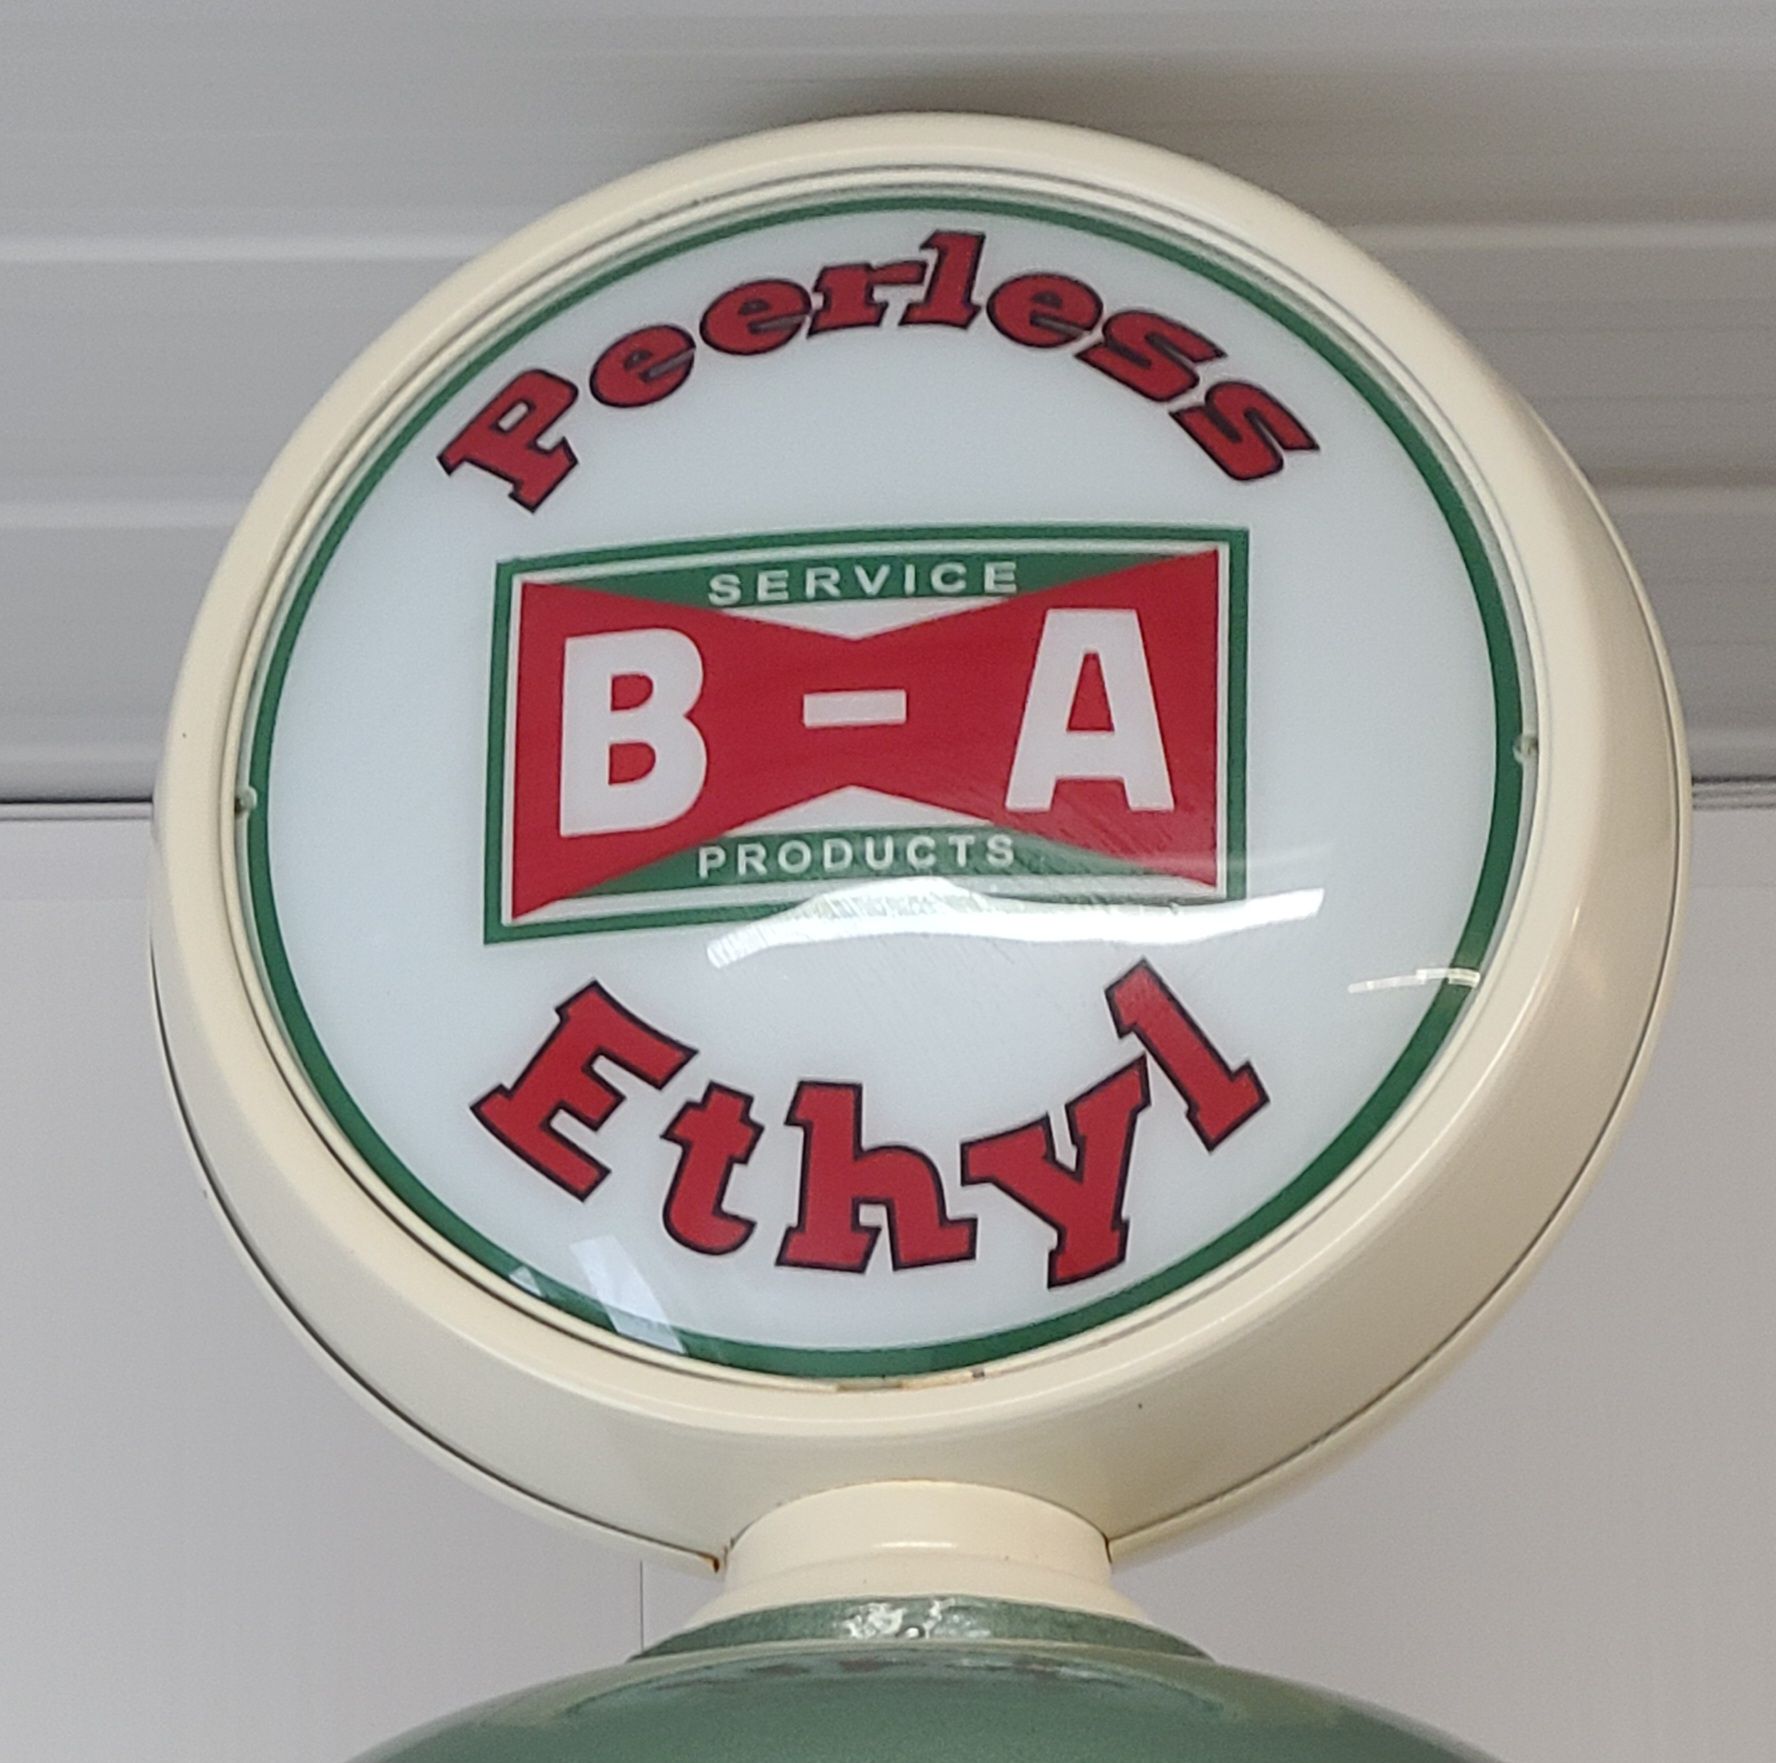 Peerless
SERVICE
B-A
PRODUCTS
Ethyl